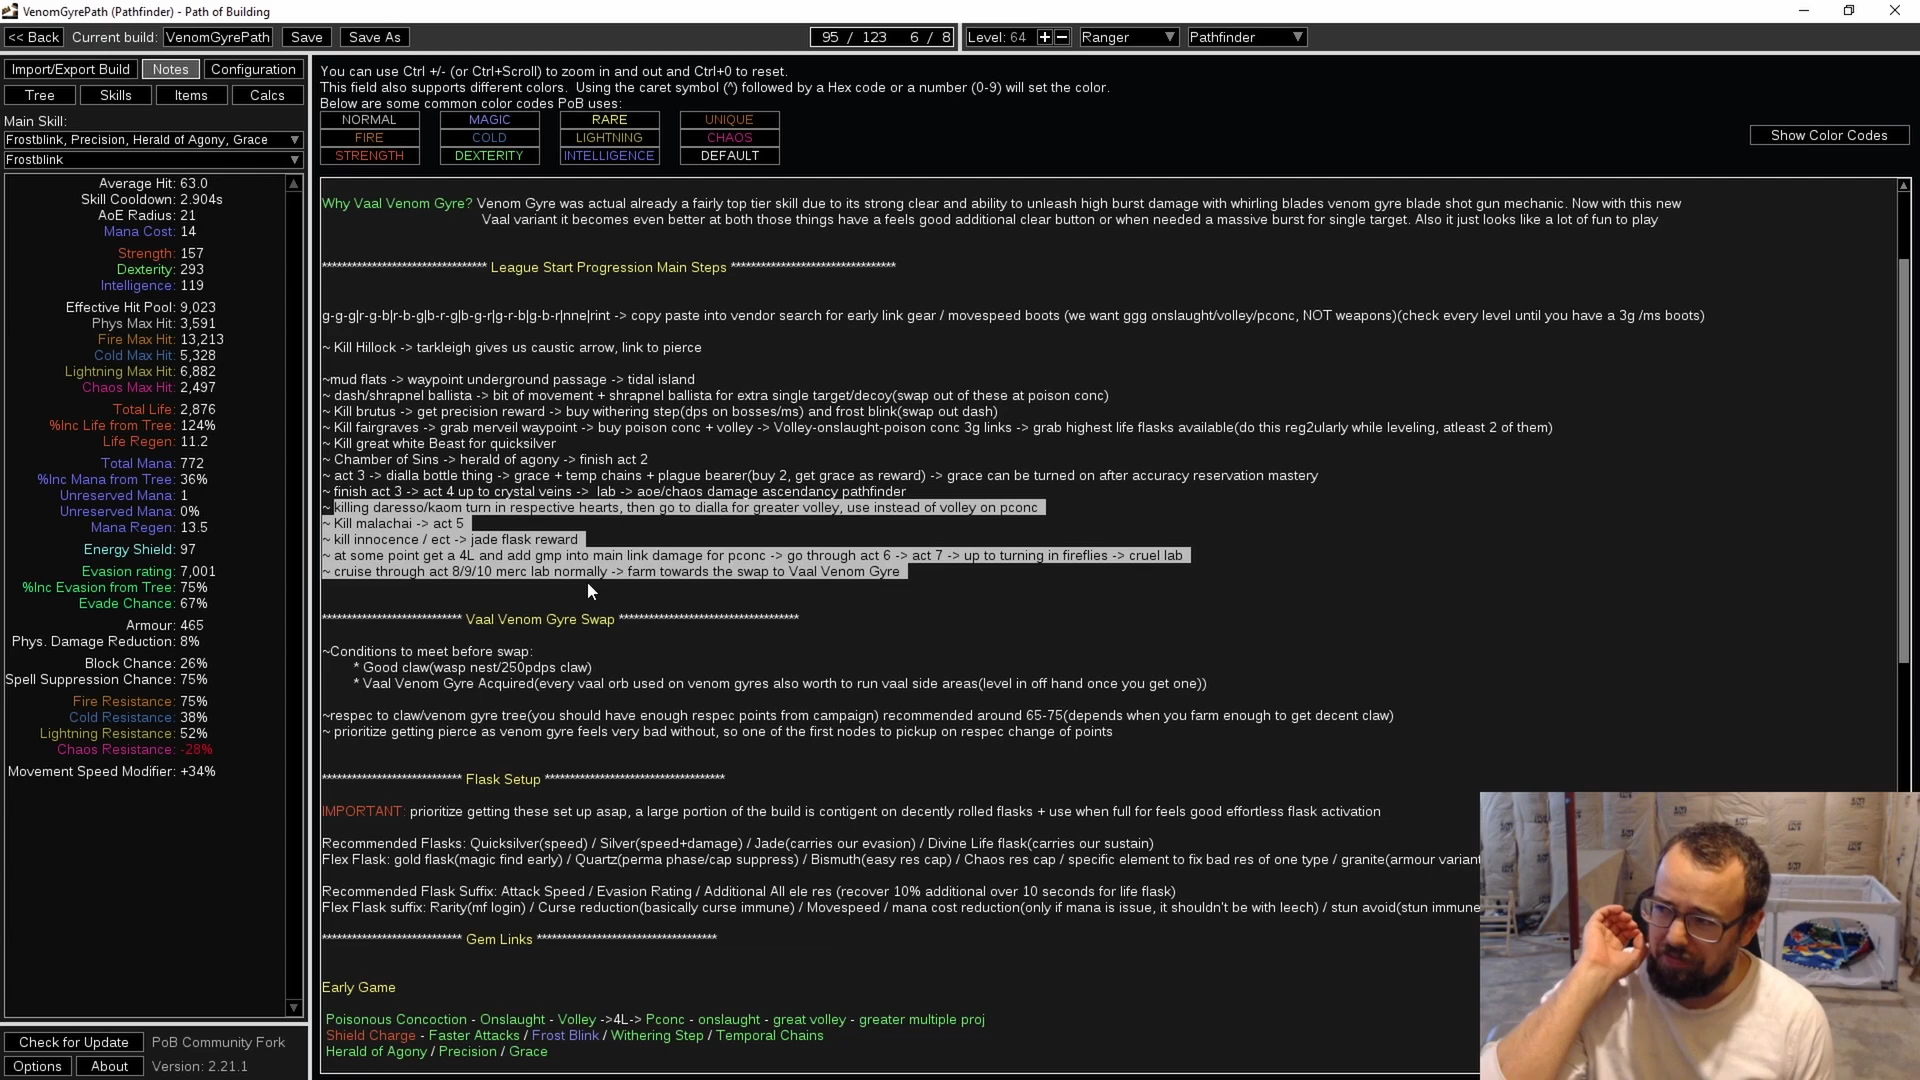 VenomGyrePath (Pathfinder) - Path of Building
<< Back Current build: VenomGyrePath Save Save As 95 / 123 6 / 8 Level: 64 + - Ranger Pathfinder
Import/Export Build Notes Configuration
Tree Skills Items Calcs
Main Skill:
Frostblink, Precision, Herald of Agony, Grace
Frostblink
Average Hit: 63.0
Skill Cooldown: 2.904s
AoE Radius: 21
Mana Cost: 14
Strength: 157
Dexterity: 293
Intelligence: 119
Effective Hit Pool: 9,023
Phys Max Hit: 3,591
Fire Max Hit: 13,213
Cold Max Hit: 5,328
Lightning Max Hit: 6,882
Chaos Max Hit: 2,497
Total Life: 2,876
%Inc Life from Tree: 124%
Life Regen: 11.2
Total Mana: 772
%Inc Mana from Tree: 36%
Unreserved Mana: 1
Unreserved Mana: 0%
Mana Regen: 13.5
Energy Shield: 97
Evasion rating: 7,001
%Inc Evasion from Tree: 75%
Evade Chance: 67%
Armour: 465
Phys. Damage Reduction: 8%
Block Chance: 26%
Spell Suppression Chance: 75%
Fire Resistance: 75%
Cold Resistance: 38%
Lightning Resistance: 52%
Chaos Resistance: -28%
Movement Speed Modifier: +34%
Check for Update PoB Community Fork
Options About Version: 2.21.1
You can use Ctrl +/- (or Ctrl+Scroll) to zoom in and out and Ctrl+0 to reset.
This field also supports different colors. Using the caret symbol (^) followed by a Hex code or a number (0-9) will set the color.
Below are some common color codes PoB uses:
NORMAL MAGIC RARE UNIQUE
FIRE COLD LIGHTNING CHAOS
STRENGTH DEXTERITY INTELLIGENCE DEFAULT
Show Color Codes
Why Vaal Venom Gyre? Venom Gyre was actual already a fairly top tier skill due to its strong clear and ability to unleash high burst damage with whirling blades venom gyre blade shot gun mechanic. Now with this new
Vaal variant it becomes even better at both those things have a feels good additional clear button or when needed a massive burst for single target. Also it just looks like a lot of fun to play
********************************* League Start Progression Main Steps *********************************
g-g-g|r-g-b|r-b-g|b-r-g|b-g-r|g-r-b|g-b-r|nne|rint -> copy paste into vendor search for early link gear / movespeed boots (we want ggg onslaught/volley/pconc, NOT weapons)(check every level until you have a 3g /ms boots)
~ Kill Hillock -> tarkleigh gives us caustic arrow, link to pierce
~mud flats -> waypoint underground passage -> tidal island
~ dash/shrapnel ballista -> bit of movement + shrapnel ballista for extra single target/decoy(swap out of these at poison conc)
~ Kill brutus -> get precision reward -> buy withering step(dps on bosses/ms) and frost blink(swap out dash)
~ Kill fairgraves -> grab merveil waypoint -> buy poison conc + volley -> Volley-onslaught-poison conc 3g links -> grab highest life flasks available(do this reg2ularly while leveling, atleast 2 of them)
~ Kill great white Beast for quicksilver
~ Chamber of Sins -> herald of agony -> finish act 2
~ act 3 -> dialla bottle thing -> grace + temp chains + plague bearer(buy 2, get grace as reward) -> grace can be turned on after accuracy reservation mastery
~ finish act 3 -> act 4 up to crystal veins -> lab -> aoe/chaos damage ascendancy pathfinder
~ killing daresso/kaom turn in respective hearts, then go to dialla for greater volley, use instead of volley on pconc
~ Kill malachai -> act 5
~ kill innocence / ect -> jade flask reward
~ at some point get a 4L and add gmp into main link damage for pconc -> go through act 6 -> act 7 -> up to turning in fireflies -> cruel lab
~ cruise through act 8/9/10 merc lab normally -> farm towards the swap to Vaal Venom Gyre
**************************** Vaal Venom Gyre Swap ************************************
~Conditions to meet before swap:
* Good claw(wasp nest/250pdps claw)
* Vaal Venom Gyre Acquired(every vaal orb used on venom gyres also worth to run vaal side areas(level in off hand once you get one))
~respec to claw/venom gyre tree(you should have enough respec points from campaign) recommended around 65-75(depends when you farm enough to get decent claw)
~ prioritize getting pierce as venom gyre feels very bad without, so one of the first nodes to pickup on respec change of points
**************************** Flask Setup ************************************
IMPORTANT: prioritize getting these set up asap, a large portion of the build is contigent on decently rolled flasks + use when full for feels good effortless flask activation
Recommended Flasks: Quicksilver(speed) / Silver(speed+damage) / Jade(carries our evasion) / Divine Life flask(carries our sustain)
Flex Flask: gold flask(magic find early) / Quartz(perma phase/cap suppress) / Bismuth(easy res cap) / Chaos res cap / specific element to fix bad res of one type / granite(armour variant
Recommended Flask Suffix: Attack Speed / Evasion Rating / Additional All ele res (recover 10% additional over 10 seconds for life flask)
Flex Flask suffix: Rarity(mf login) / Curse reduction(basically curse immune) / Movespeed / mana cost reduction(only if mana is issue, it shouldn't be with leech) / stun avoid(stun immune
**************************** Gem Links ************************************
Early Game
Poisonous Concoction - Onslaught - Volley ->4L-> Pconc - onslaught - great volley - greater multiple proj
Shield Charge - Faster Attacks / Frost Blink / Withering Step / Temporal Chains
Herald of Agony / Precision / Grace